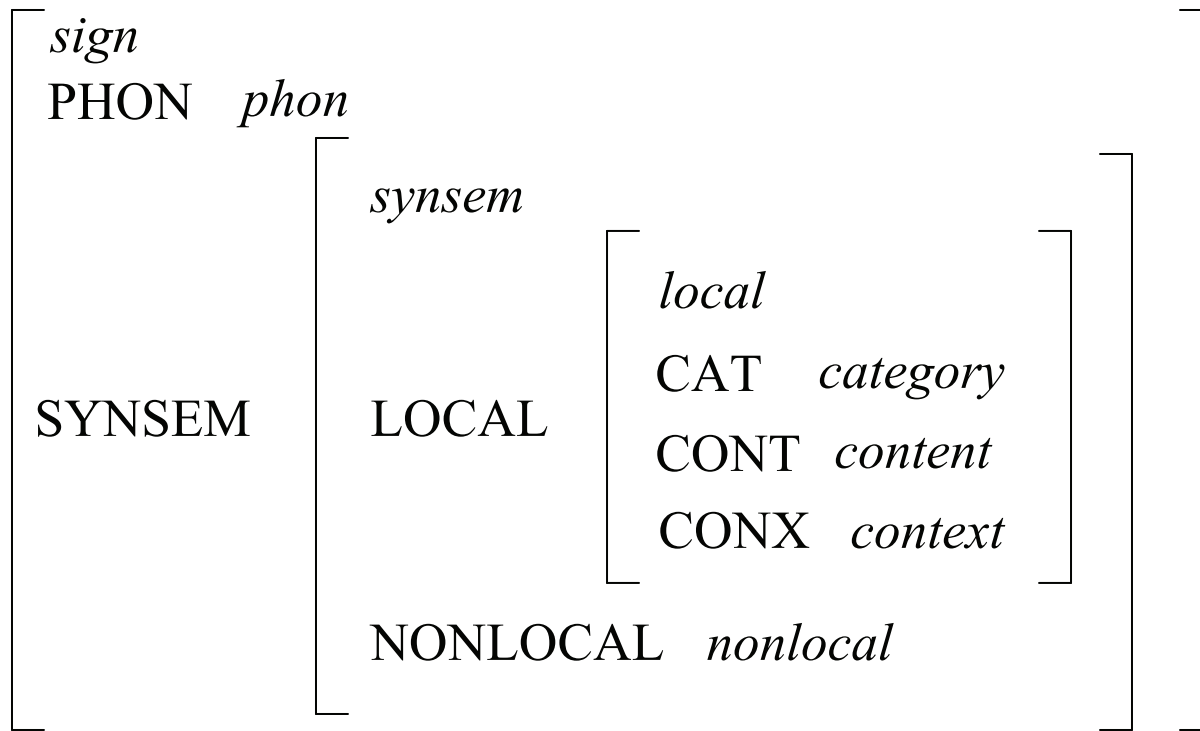 sign
PHON phon
synsem
local
CAT category
SYNSEM LOCAL
CONT content
CONX context
NONLOCAL nonlocal